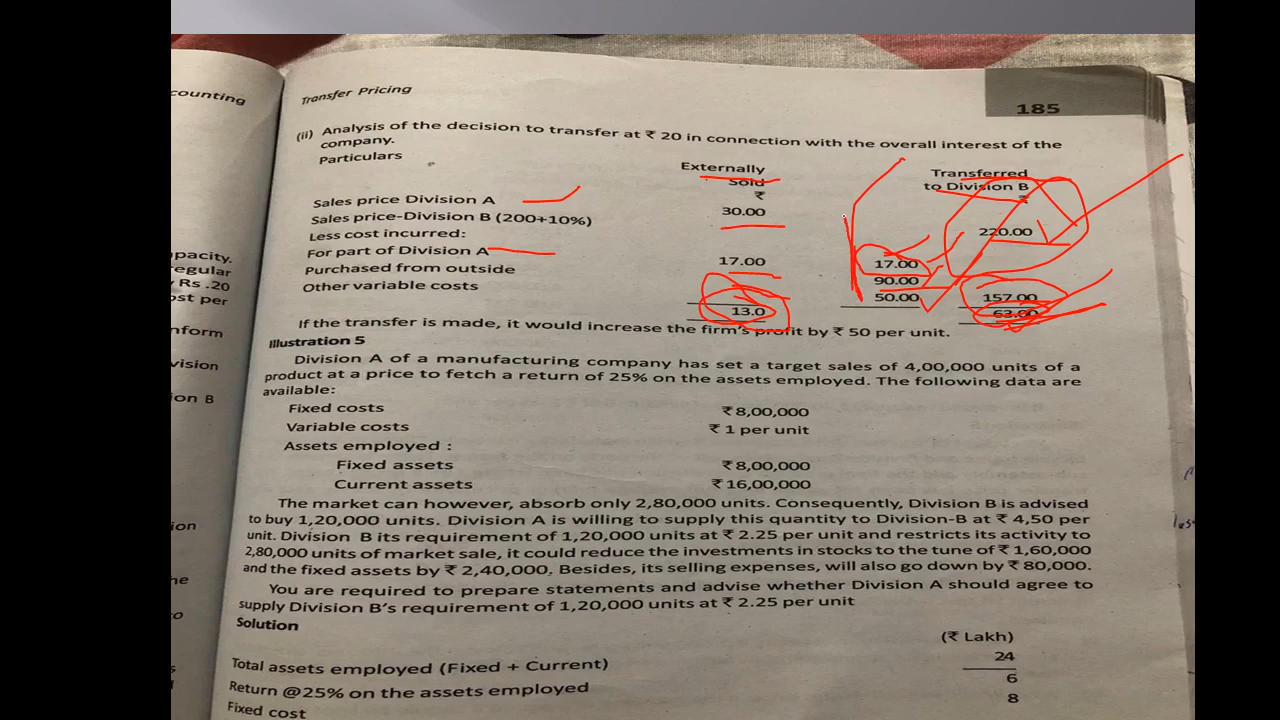 counting
pacity.
egular
Rs .20
ost per
nform
vision
on B
ion
he
to
Transfer Pricing
185
(ii) Analysis of the decision to transfer at ₹ 20 in connection with the overall interest of the
company.
Particulars Externally Transferred
Sold to Division B
₹ ₹
Sales price Division A 30.00
Sales price-Division B (200+10%) 220.00
Less cost incurred:
For part of Division A 17.00 17.00
Purchased from outside 90.00
Other variable costs 50.00 157.00
13.0 63.00
If the transfer is made, it would increase the firm's profit by ₹ 50 per unit.
Illustration 5
Division A of a manufacturing company has set a target sales of 4,00,000 units of a
product at a price to fetch a return of 25% on the assets employed. The following data are
available:
Fixed costs ₹ 8,00,000
Variable costs ₹ 1 per unit
Assets employed :
Fixed assets ₹ 8,00,000
Current assets ₹ 16,00,000
The market can however, absorb only 2,80,000 units. Consequently, Division B is advised
to buy 1,20,000 units. Division A is willing to supply this quantity to Division-B at ₹ 4,50 per
unit. Division B its requirement of 1,20,000 units at ₹ 2.25 per unit and restricts its activity to
2,80,000 units of market sale, it could reduce the investments in stocks to the tune of ₹ 1,60,000
and the fixed assets by ₹ 2,40,000. Besides, its selling expenses, will also go down by ₹ 80,000.
You are required to prepare statements and advise whether Division A should agree to
supply Division B's requirement of 1,20,000 units at ₹ 2.25 per unit
Solution
(₹ Lakh)
Total assets employed (Fixed + Current) 24
Return @25% on the assets employed 6
Fixed cost 8